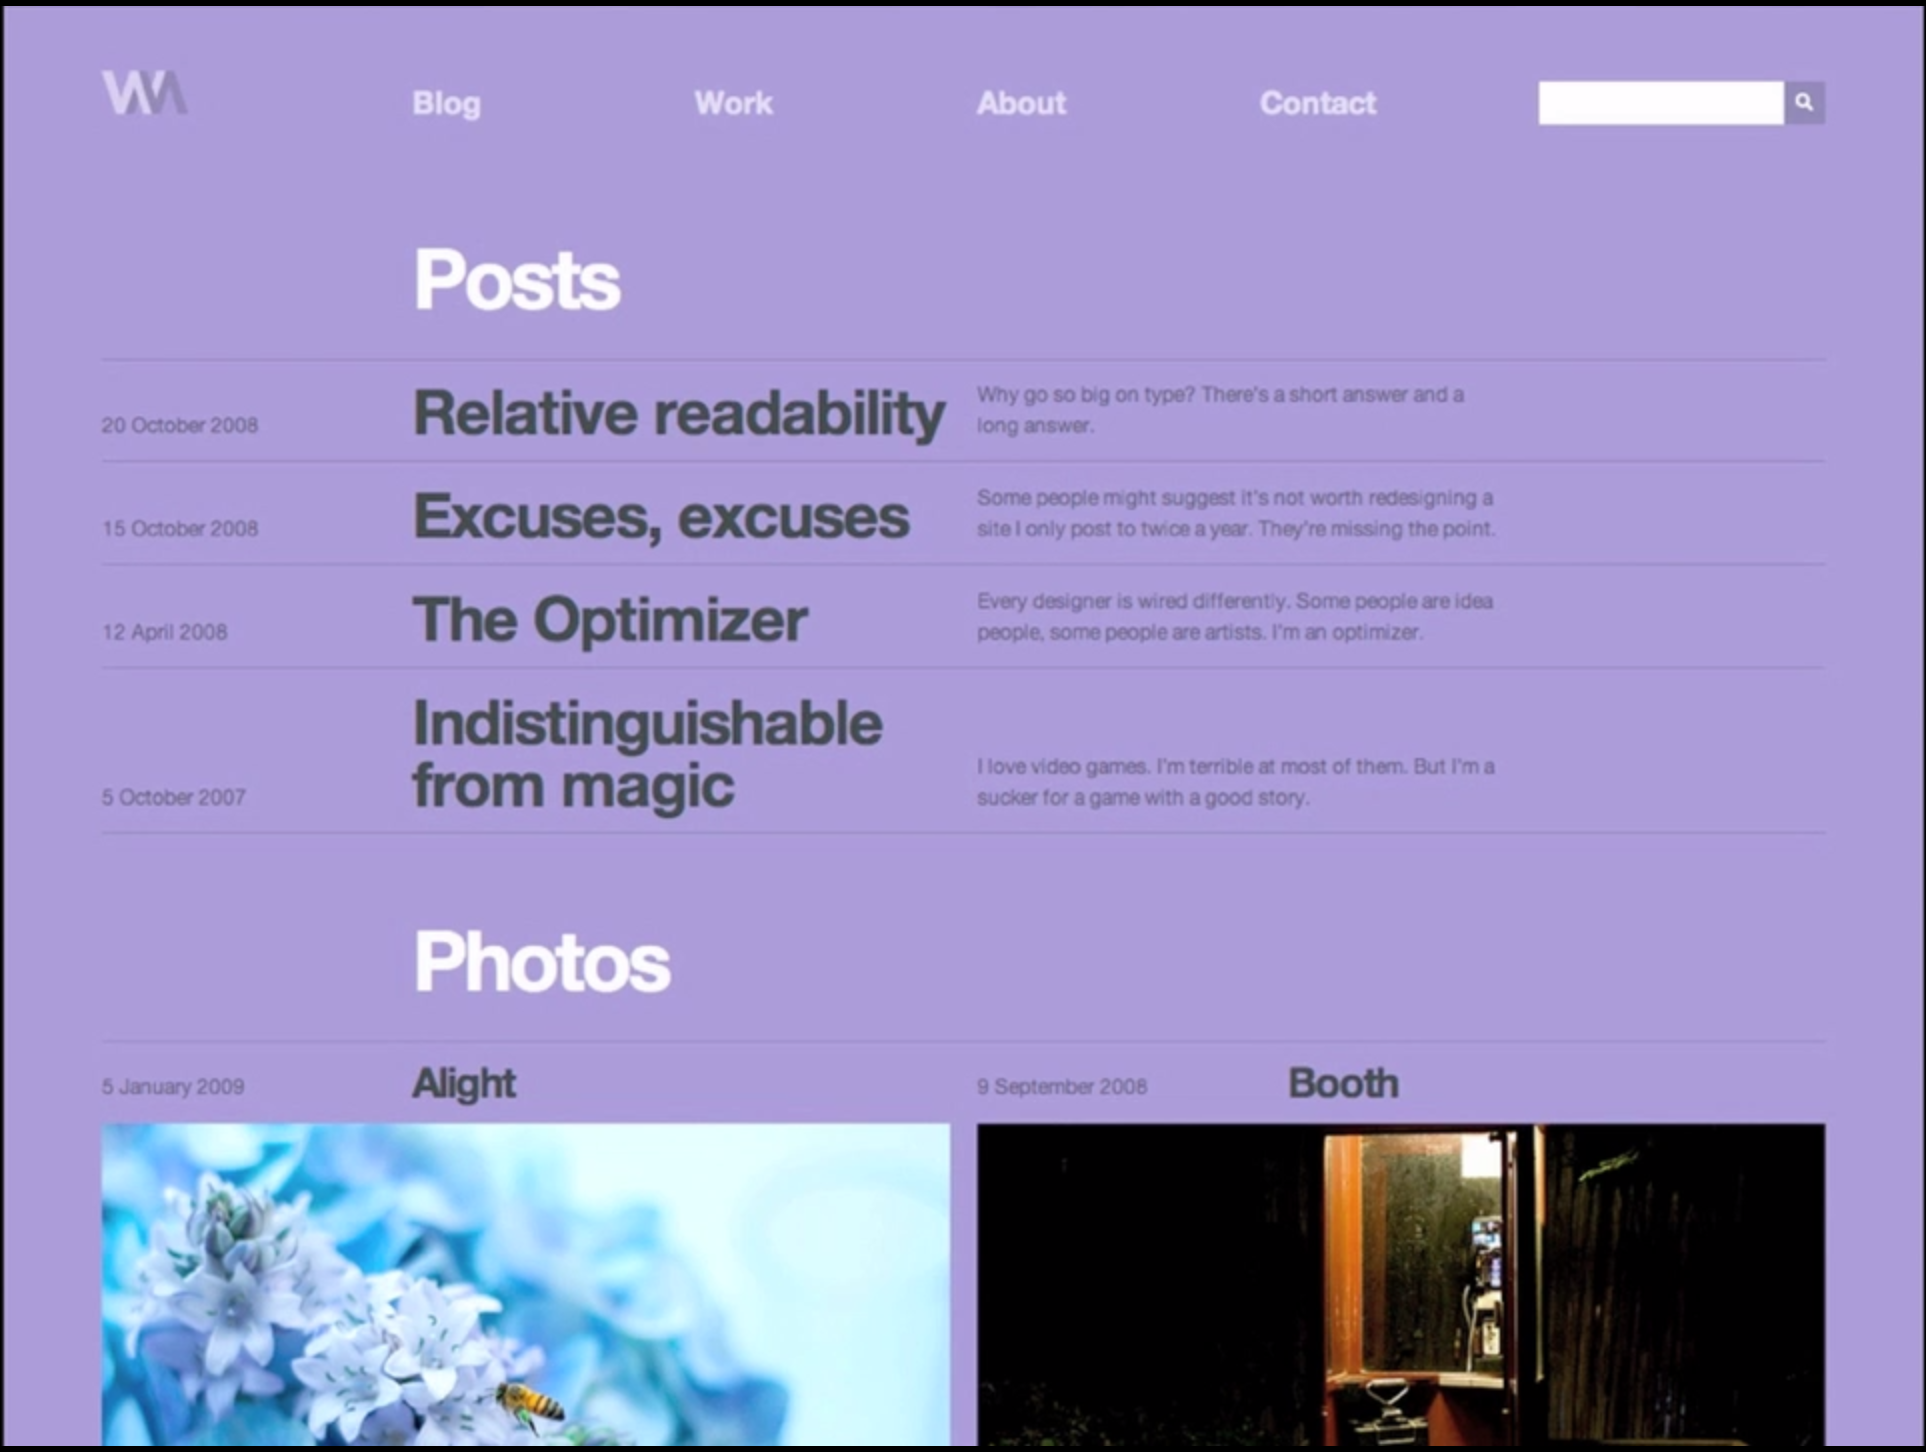 WM
Blog Work About Contact
Posts
20 October 2008 Relative readability Why go so big on type? There's a short answer and a
long answer.
15 October 2008 Excuses, excuses Some people might suggest it's not worth redesigning a
site I only post to twice a year. They're missing the point.
12 April 2008 The Optimizer Every designer is wired differently. Some people are idea
people, some people are artists. I'm an optimizer.
Indistinguishable
from magic
5 October 2007 I love video games. I'm terrible at most of them. But I'm a
sucker for a game with a good story.
Photos
5 January 2009 Alight 9 September 2008 Booth